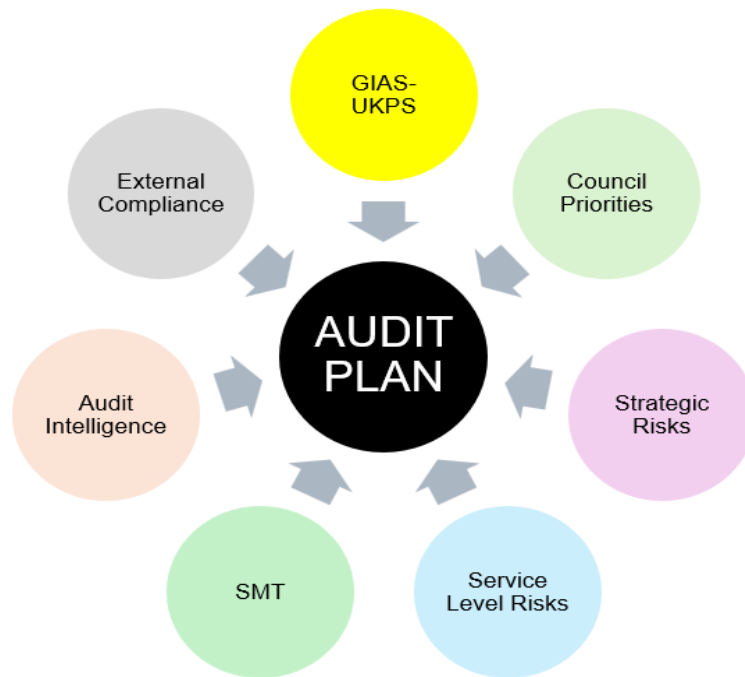 GIAS-
UKPS
External
Compliance
Council
Priorities
AUDIT
PLAN
Audit
Intelligence
Strategic
Risks
SMT
Service
Level Risks